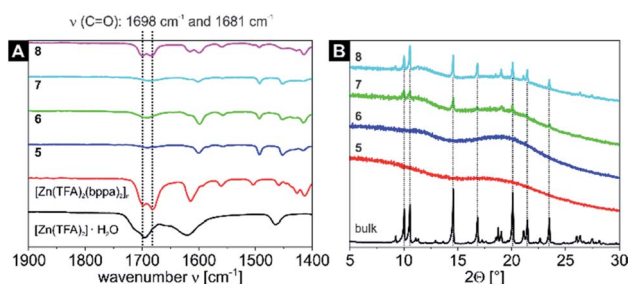 ν (C=O): 1698 cm⁻¹ and 1681 cm⁻¹
A
8
7
6
5
[Zn(TFA)₂(bppa)₂]ₙ
[Zn(TFA)₂] · H₂O
1900 1800 1700 1600 1500 1400
wavenumber ν [cm⁻¹]
B
8
7
6
5
bulk
5 10 15 20 25 30
2Θ [°]